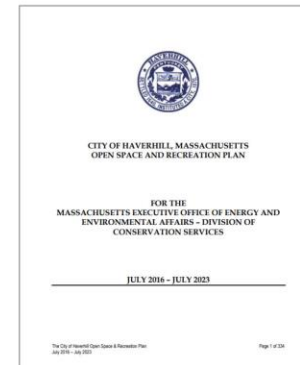 HAVERHILL
CITY OF HAVERHILL, MASSACHUSETTS
OPEN SPACE AND RECREATION PLAN
FOR THE
MASSACHUSETTS EXECUTIVE OFFICE OF ENERGY AND
ENVIRONMENTAL AFFAIRS – DIVISION OF
CONSERVATION SERVICES
JULY 2016 – JULY 2023
The City of Haverhill Open Space & Recreation Plan
Page 1 of 334
July 2016 – July 2023